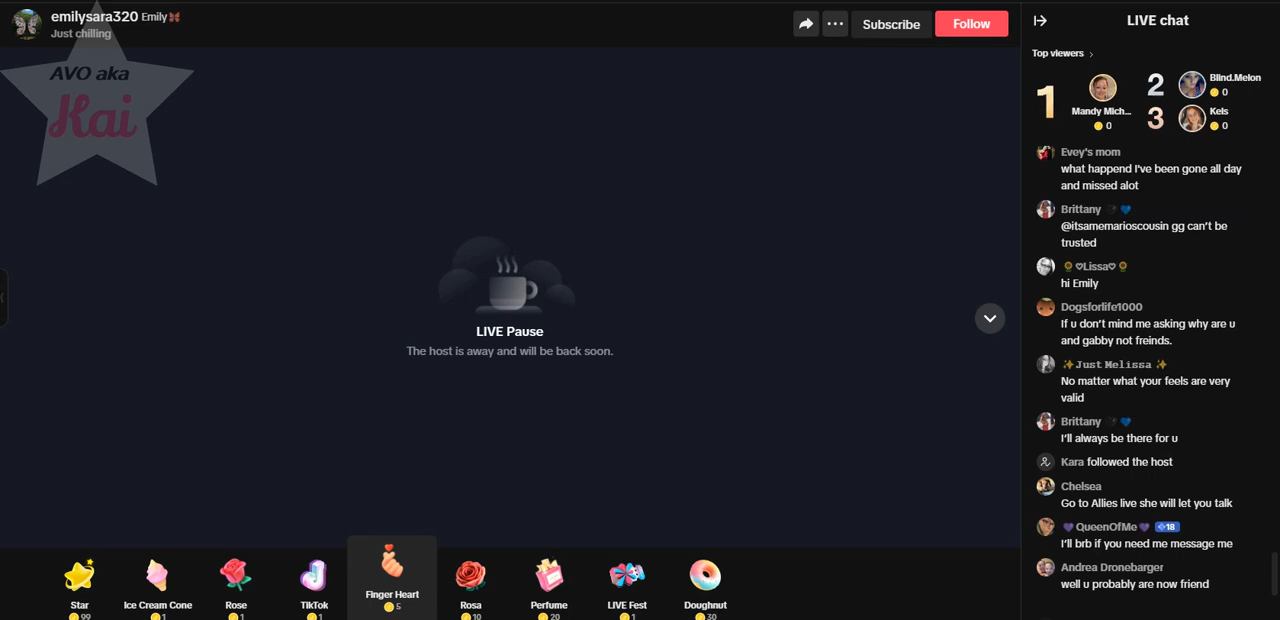 emilysara320 Emily🦋
Just chilling
Subscribe
Follow
AVO aka
Kai
LIVE Pause
The host is away and will be back soon.
Star
99
Ice Cream Cone
1
Rose
1
TikTok
1
Finger Heart
5
Rosa
10
Perfume
20
LIVE Fest
1
Doughnut
30
LIVE chat
Top viewers
1
Mandy Mich...
0
2
Blind.Melon
0
3
Kels
0
Evey's mom
what happend I've been gone all day
and missed alot
Brittany 🖤 💙
@itsamemarioscousin gg can't be
trusted
🌻♡Lissa♡🌻
hi Emily
Dogsforlife1000
If u don't mind me asking why are u
and gabby not freinds.
✨Just Melissa ✨
No matter what your feels are very
valid
Brittany 🖤 💙
I'll always be there for u
Kara followed the host
Chelsea
Go to Allies live she will let you talk
💜QueenOfMe💜 18
I'll brb if you need me message me
Andrea Dronebarger
well u probably are now friend